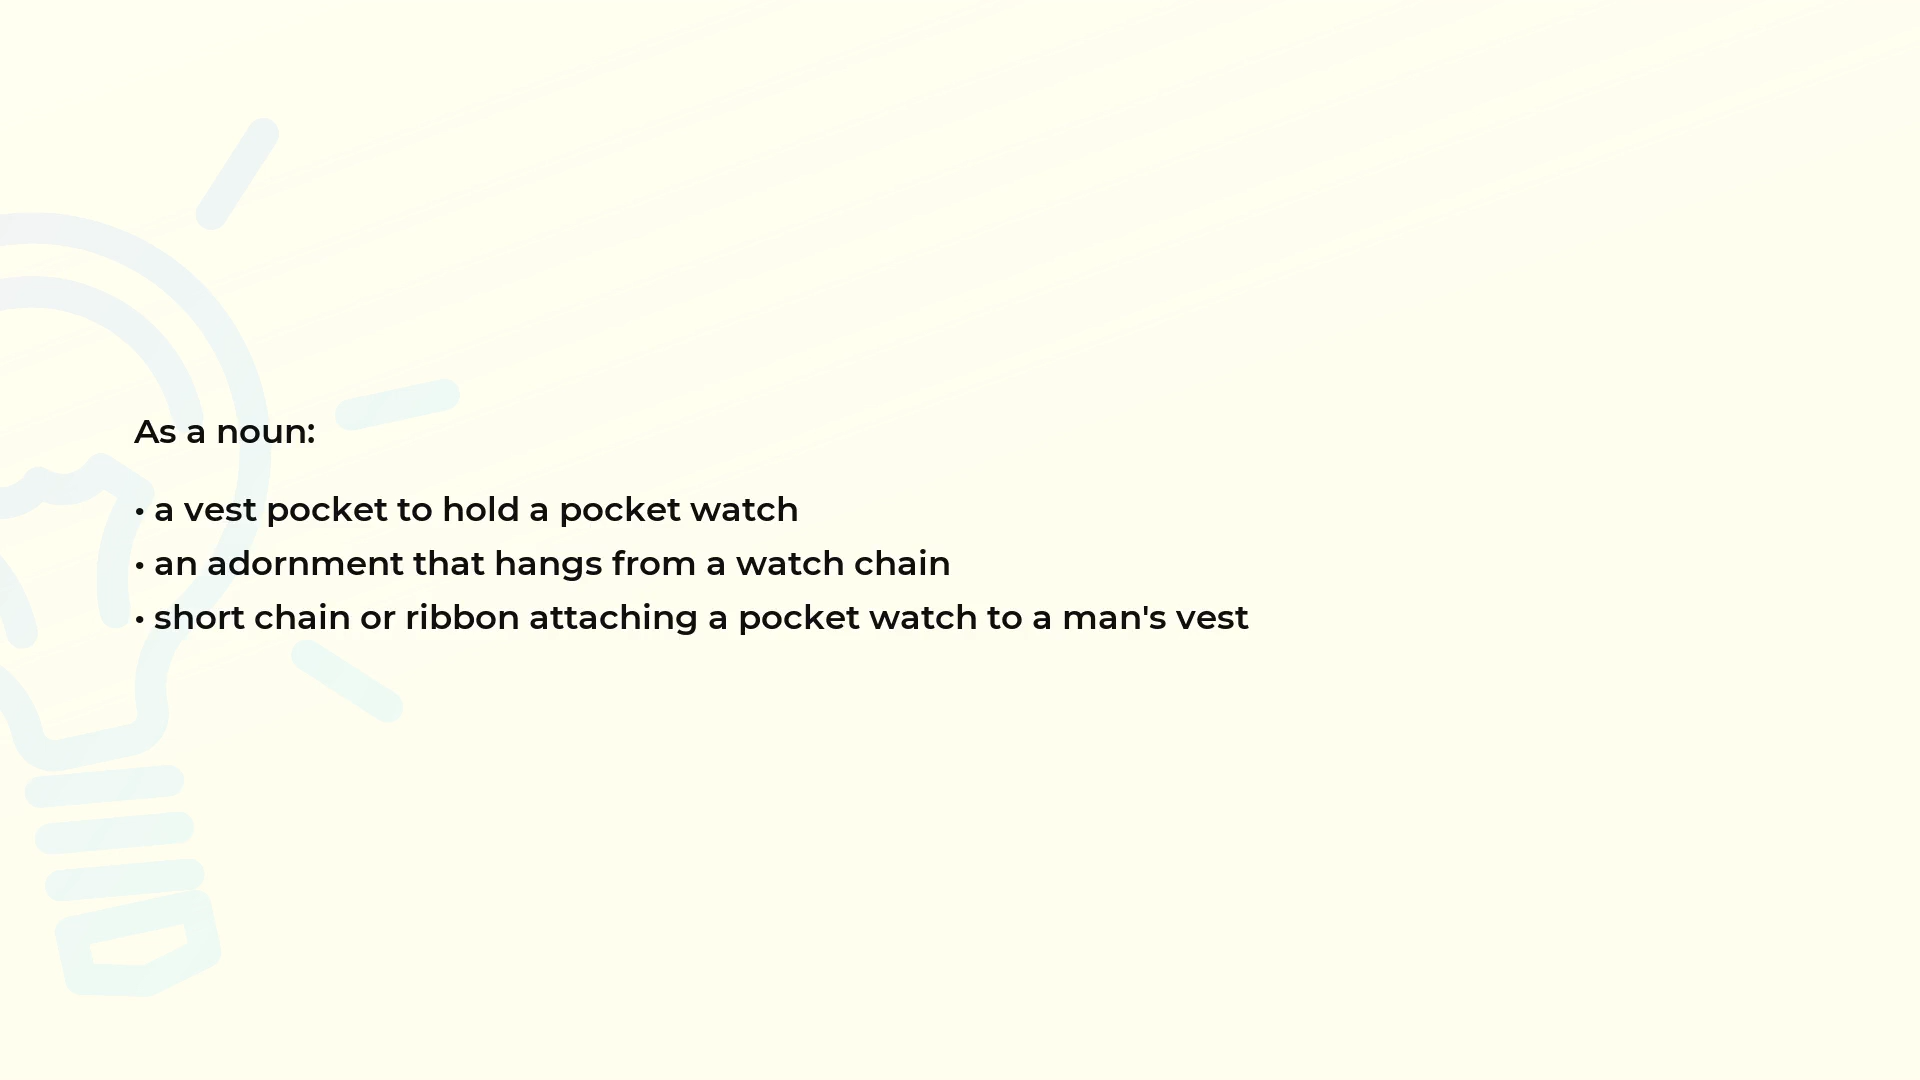 As a noun:
• a vest pocket to hold a pocket watch
• an adornment that hangs from a watch chain
• short chain or ribbon attaching a pocket watch to a man's vest